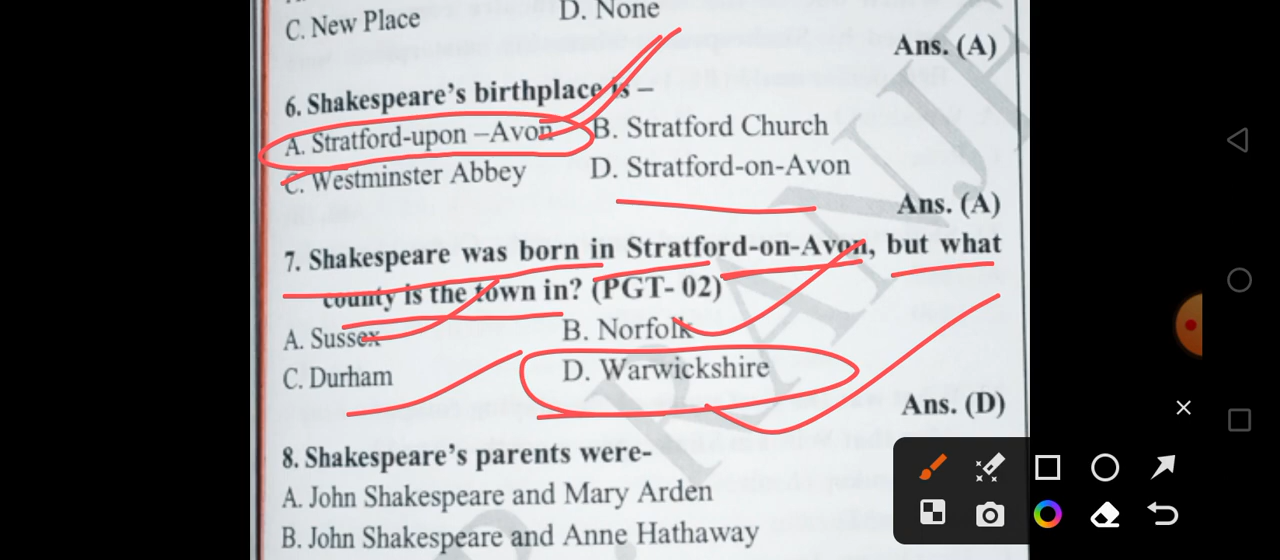 C. New Place D. None
Ans. (A)
6. Shakespeare's birthplace is –
A. Stratford-upon –Avon B. Stratford Church
C. Westminster Abbey D. Stratford-on-Avon
Ans. (A)
7. Shakespeare was born in Stratford-on-Avon, but what
county is the town in? (PGT- 02)
A. Sussex B. Norfolk
C. Durham D. Warwickshire
Ans. (D)
8. Shakespeare's parents were-
A. John Shakespeare and Mary Arden
B. John Shakespeare and Anne Hathaway